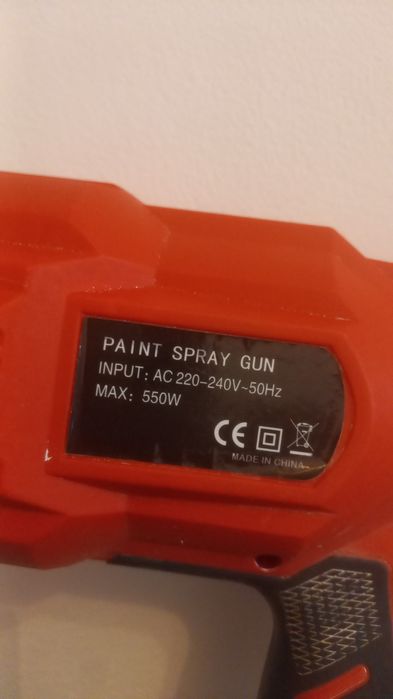 PAINT SPRAY GUN
INPUT: AC 220-240V~50Hz
MAX: 550W
CE
MADE IN CHINA